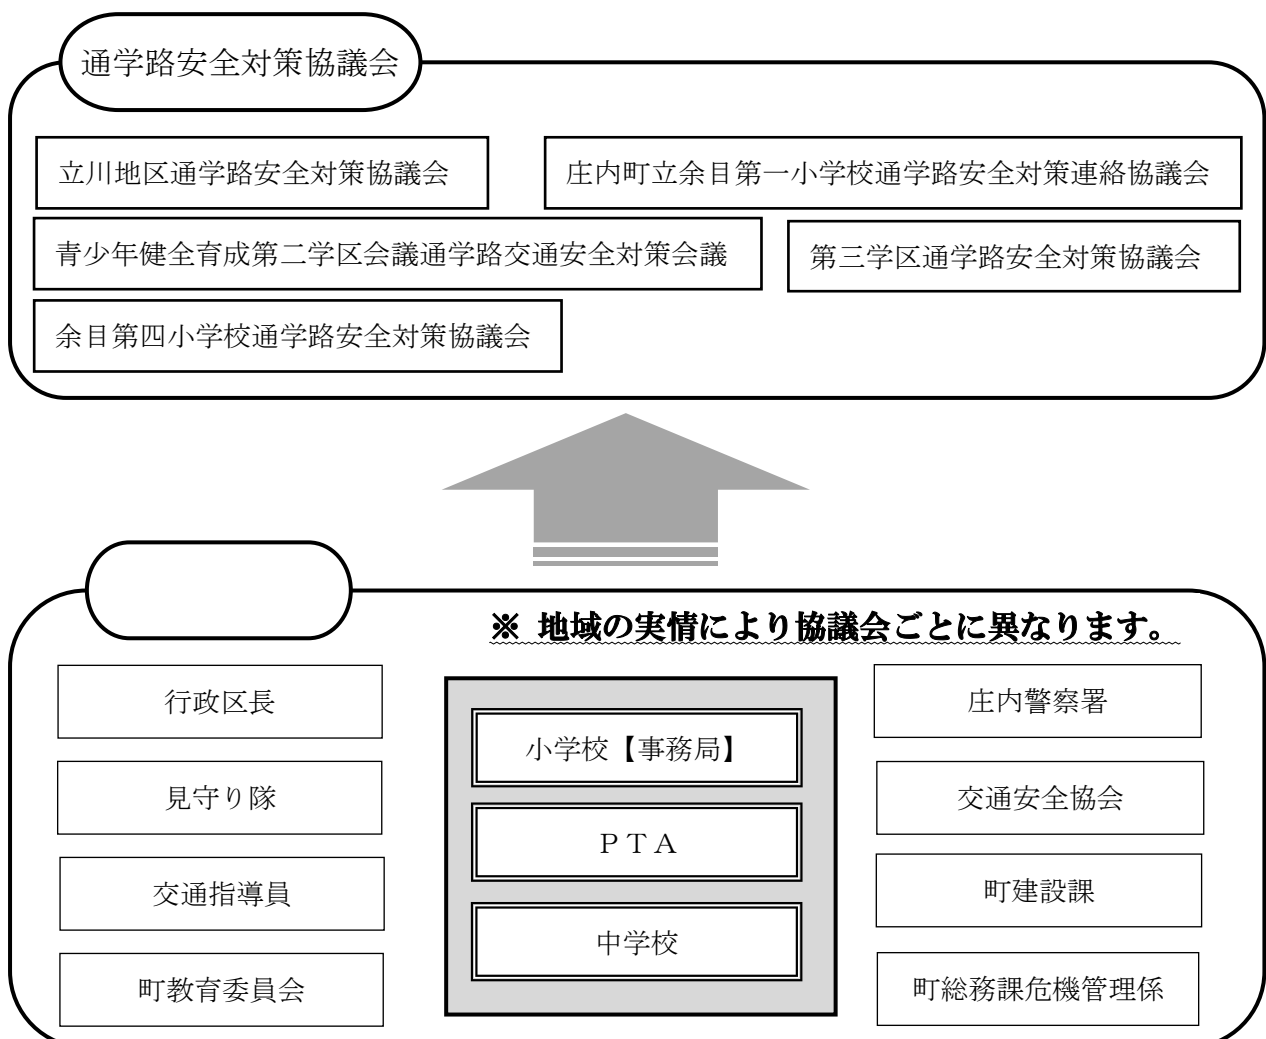 通学路安全対策協議会
立川地区通学路安全対策協議会
庄内町立余目第一小学校通学路安全対策連絡協議会
青少年健全育成第二学区会議通学路交通安全対策会議
第三学区通学路安全対策協議会
余目第四小学校通学路安全対策協議会
※ 地域の実情により協議会ごとに異なります。
行政区長
見守り隊
交通指導員
町教育委員会
小学校【事務局】
ＰＴＡ
中学校
庄内警察署
交通安全協会
町建設課
町総務課危機管理係